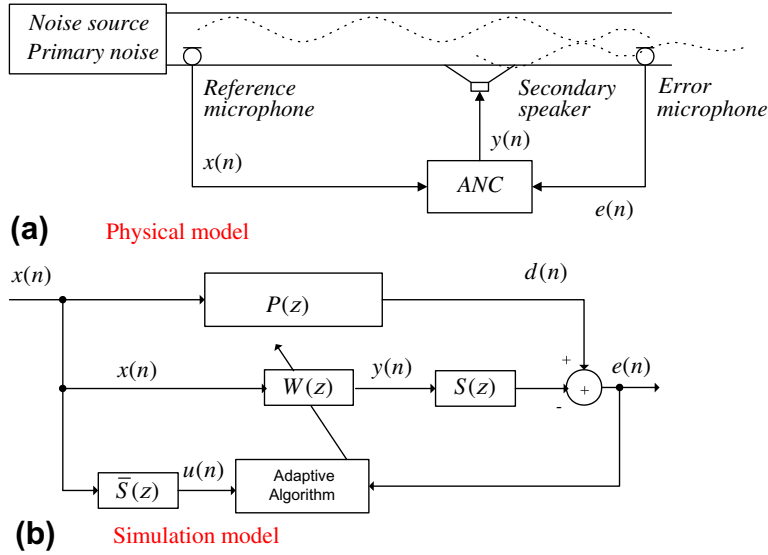 Noise source
Primary noise
Reference
microphone
Secondary
speaker
Error
microphone
x(n)
y(n)
ANC
e(n)
(a)
Physical model
x(n)
P(z)
d(n)
x(n)
W(z)
y(n)
S(z)
+
+
-
e(n)
S̅(z)
u(n)
Adaptive
Algorithm
(b)
Simulation model